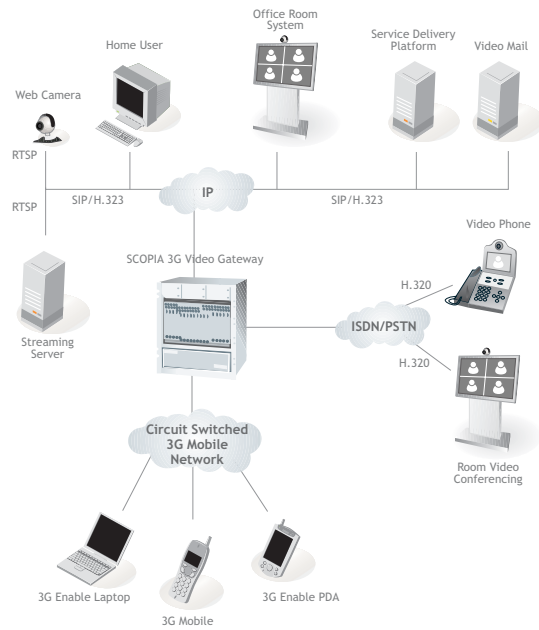 Office Room
System
Home User
Service Delivery
Platform
Video Mail
Web Camera
RTSP
IP
SIP/H.323
SIP/H.323
RTSP
Video Phone
SCOPIA 3G Video Gateway
H.320
ISDN/PSTN
Streaming
Server
H.320
Circuit Switched
3G Mobile
Network
Room Video
Conferencing
3G Enable Laptop
3G Enable PDA
3G Mobile